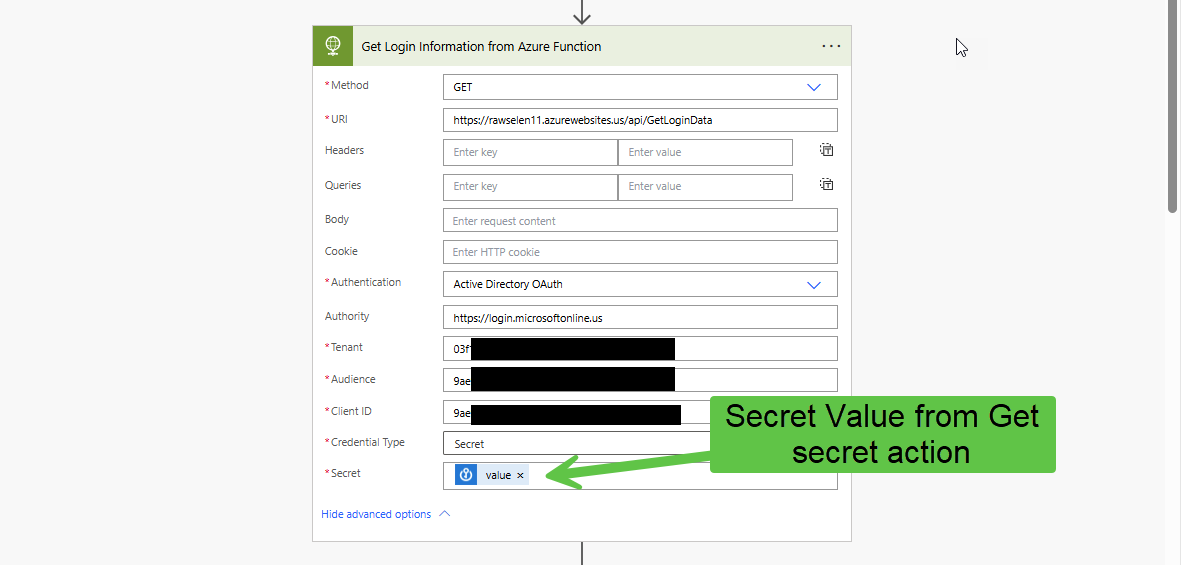 Get Login Information from Azure Function ···
* Method GET
* URI https://rawselen11.azurewebsites.us/api/GetLoginData
Headers Enter key Enter value
Queries Enter key Enter value
Body Enter request content
Cookie Enter HTTP cookie
* Authentication Active Directory OAuth
Authority https://login.microsoftonline.us
* Tenant 03f
* Audience 9ae
* Client ID 9ae
* Credential Type Secret
* Secret value ×
Secret Value from Get
secret action
Hide advanced options